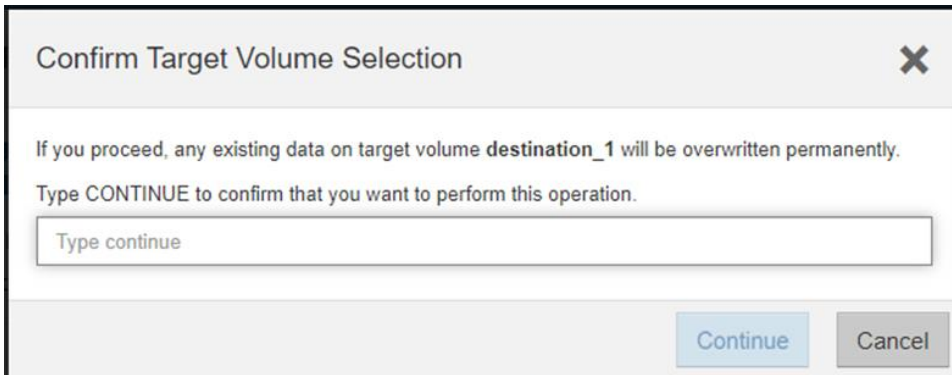 Confirm Target Volume Selection
If you proceed, any existing data on target volume destination_1 will be overwritten permanently.
Type CONTINUE to confirm that you want to perform this operation.
Type continue
Continue Cancel